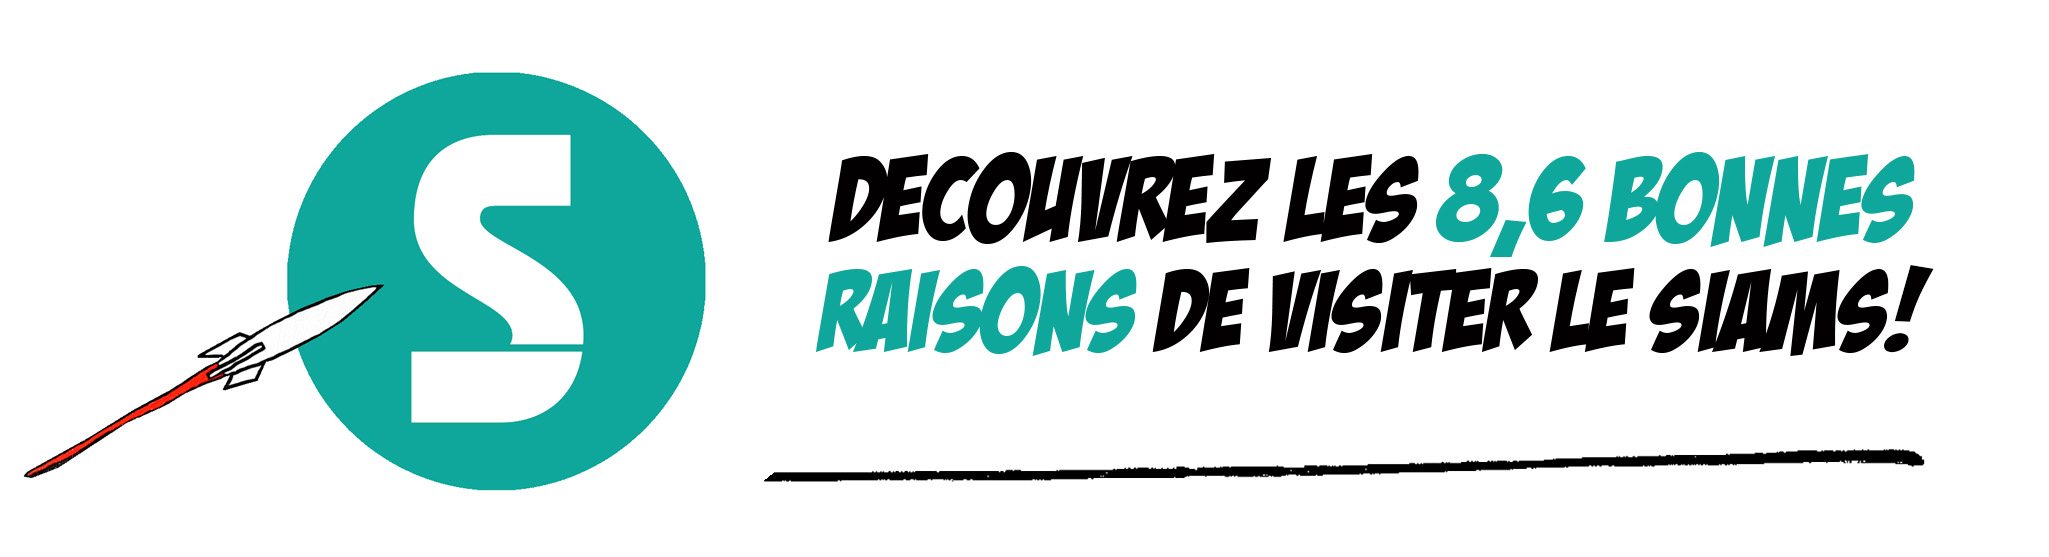 S
DECOUVREZ LES 8,6 BONNES
RAISONS DE VISITER LE SIAMS!